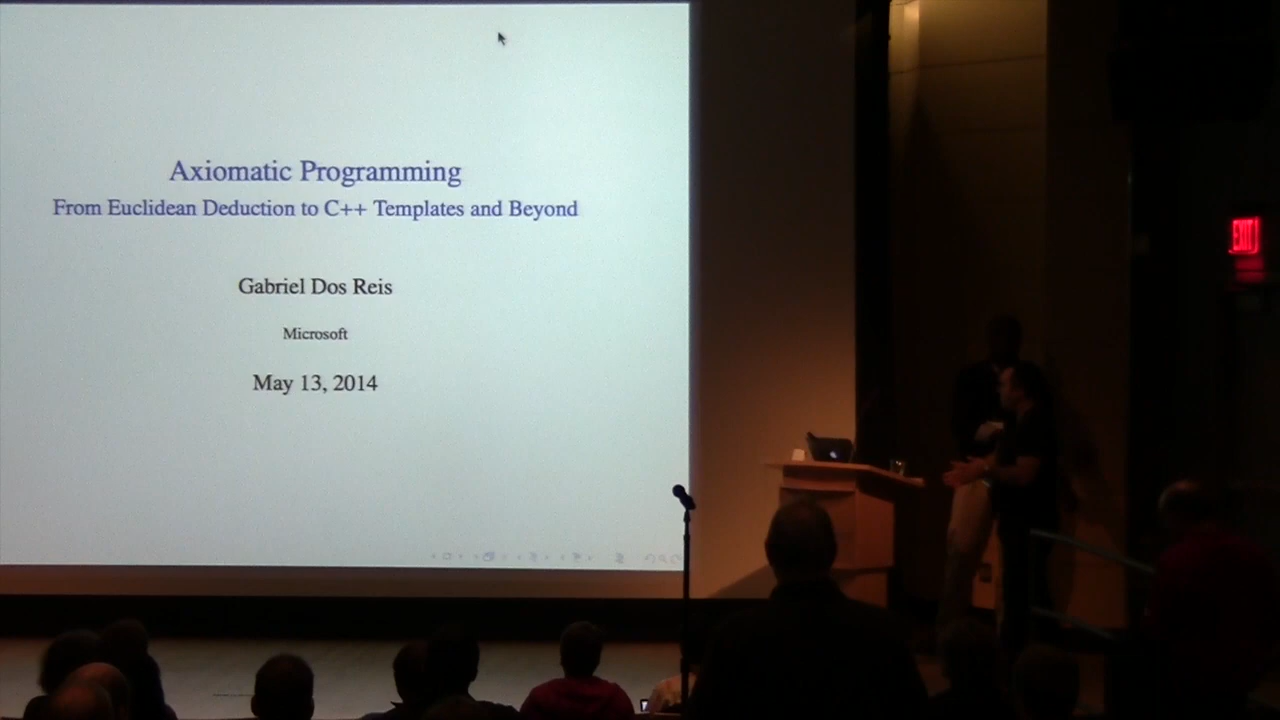 Axiomatic Programming
From Euclidean Deduction to C++ Templates and Beyond
Gabriel Dos Reis
Microsoft
May 13, 2014
EXIT